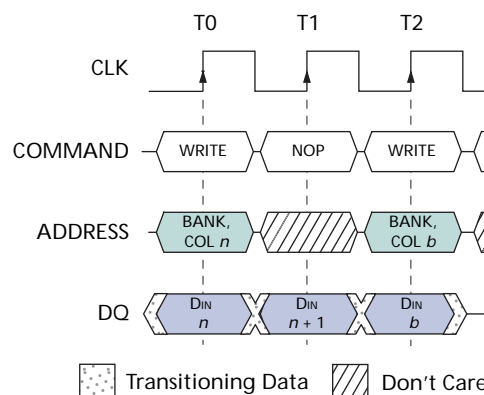 T0 T1 T2
CLK
COMMAND WRITE NOP WRITE
ADDRESS BANK, COL n BANK, COL b
DQ DIN n DIN n + 1 DIN b
Transitioning Data Don't Care